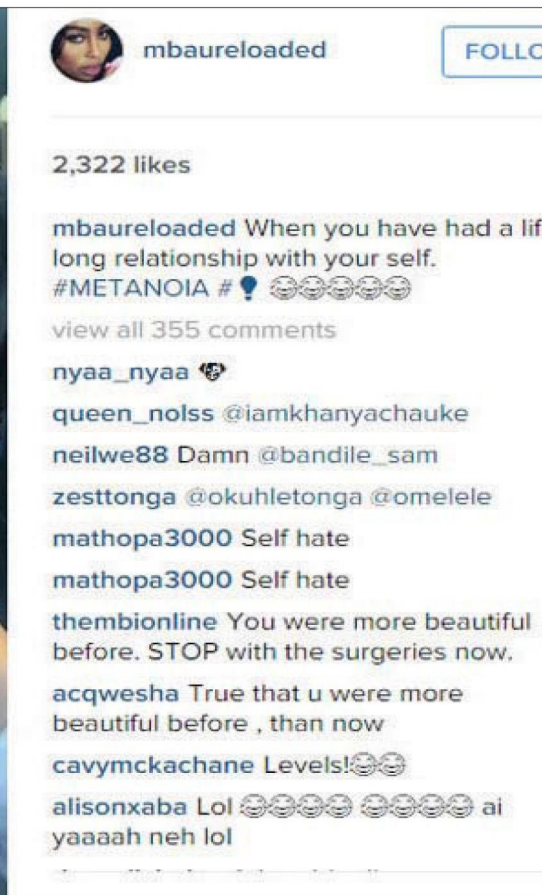 mbaureloaded
FOLLO
2,322 likes
mbaureloaded When you have had a lif
long relationship with your self.
#METANOIA #🎈 😂😂😂😂😂
view all 355 comments
nyaa_nyaa
queen_nolss @iamkhanyachauke
neilwe88 Damn @bandile_sam
zesttonga @okuhletonga @omelele
mathopa3000 Self hate
mathopa3000 Self hate
thembionline You were more beautiful
before. STOP with the surgeries now.
acqwesha True that u were more
beautiful before , than now
cavymckachane Levels!😂😂
alisonxaba Lol 😂😂😂😂 😂😂😂😂 ai
yaaaah neh lol